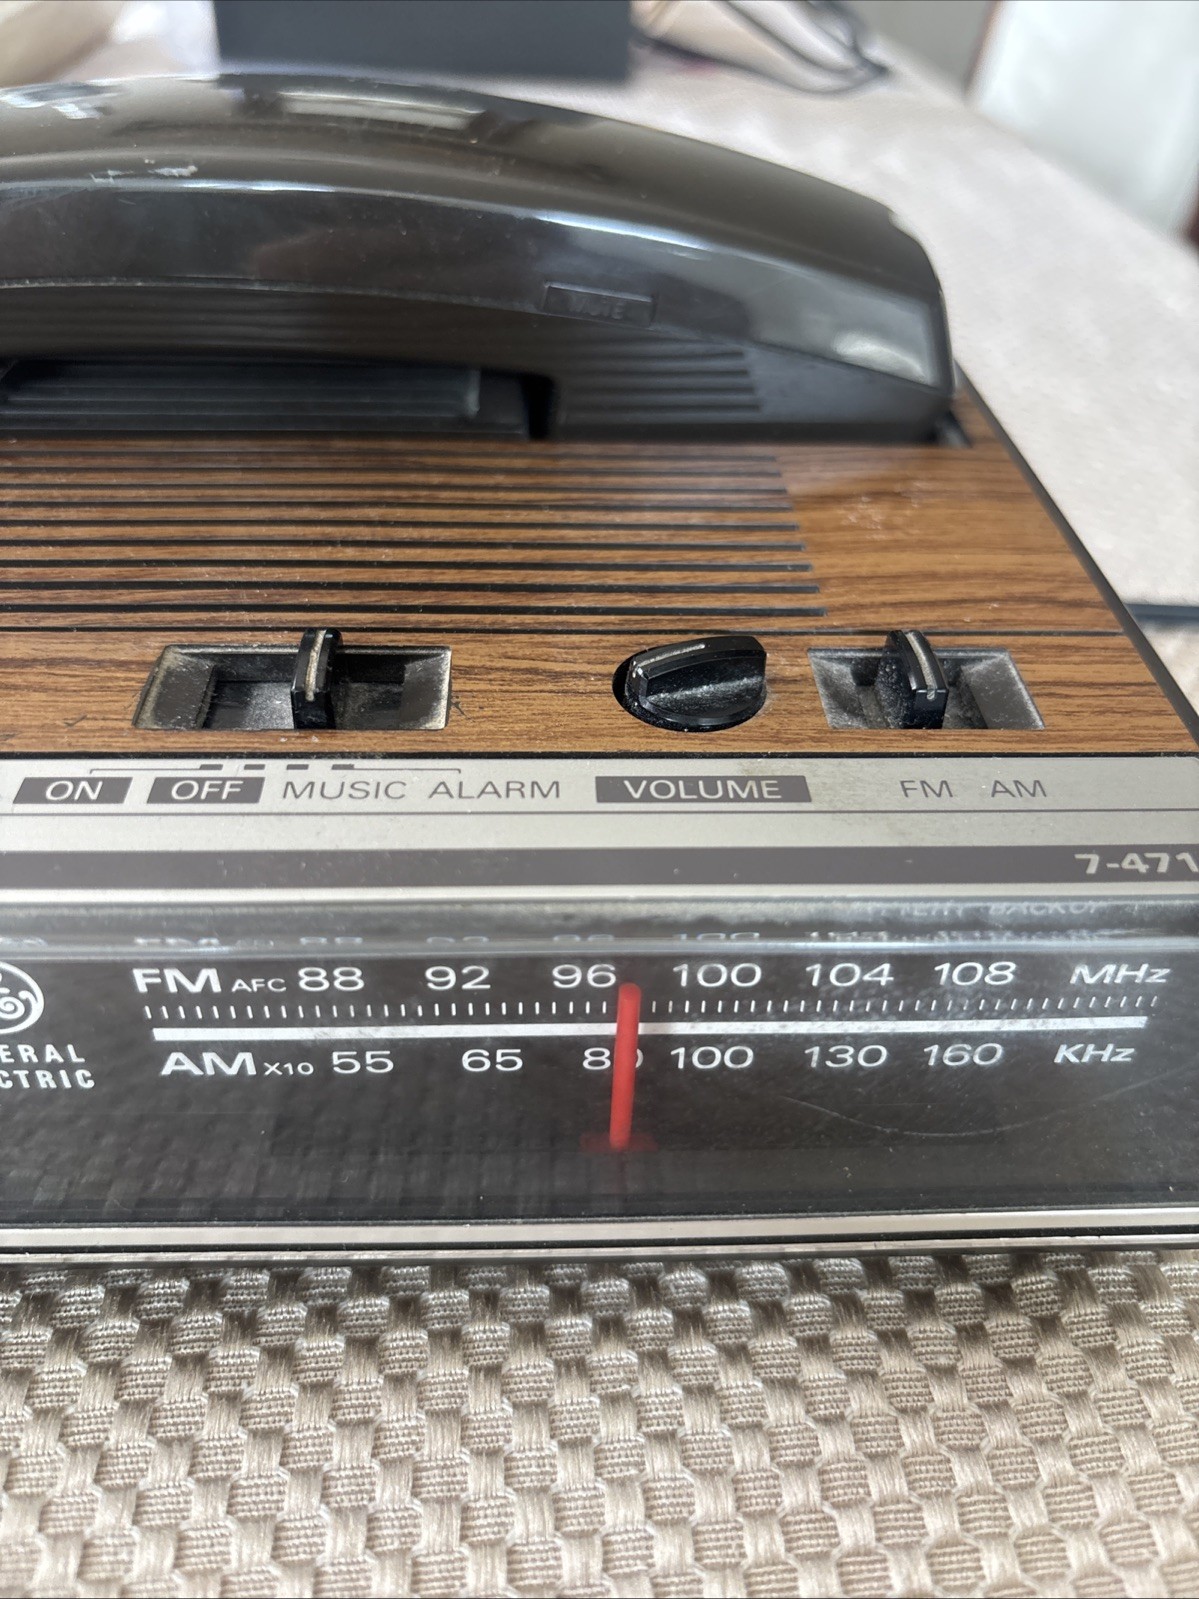 MUTE
ON OFF MUSIC ALARM VOLUME FM AM
7-471
FM AFC 88 92 96 100 104 108 MHz
AM X10 55 65 80 100 130 160 KHz
ERAL
CTRIC